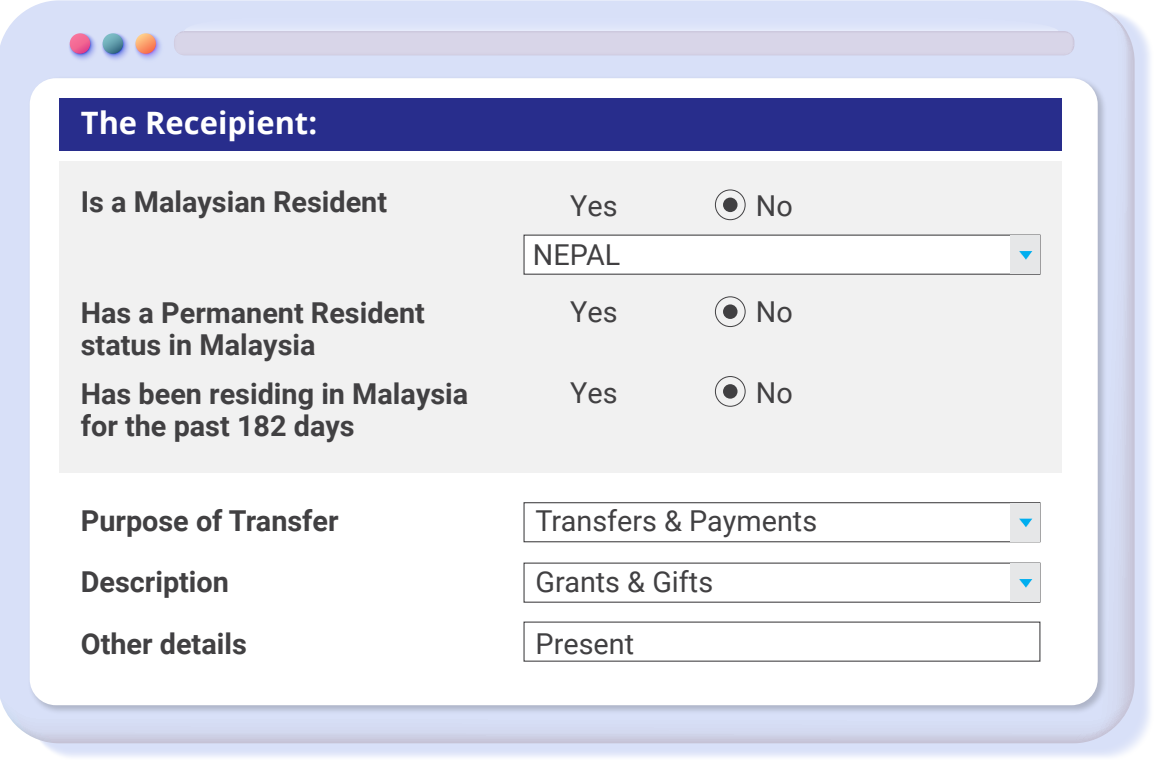 The Receipient:
Is a Malaysian Resident Yes No
NEPAL
Has a Permanent Resident Yes No
status in Malaysia
Has been residing in Malaysia Yes No
for the past 182 days
Purpose of Transfer Transfers & Payments
Description Grants & Gifts
Other details Present